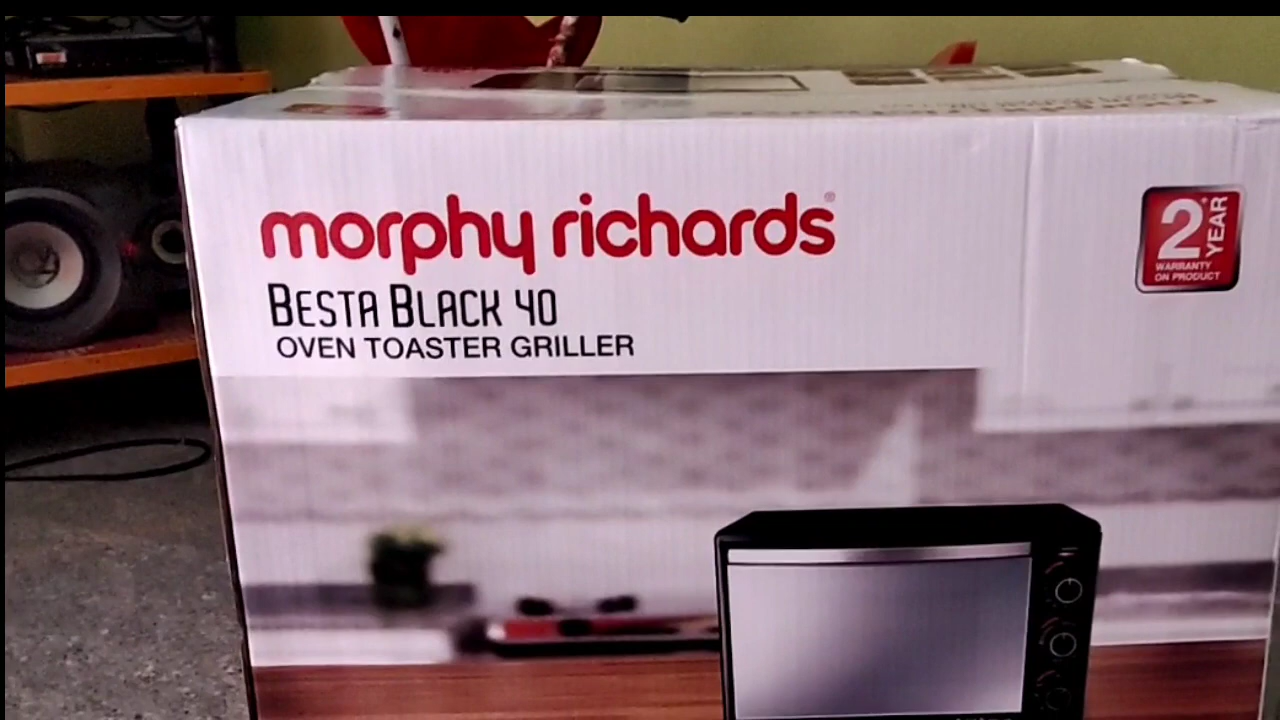 morphy richards
BESTA BLACK 40
OVEN TOASTER GRILLER
2 YEAR
WARRANTY
ON PRODUCT